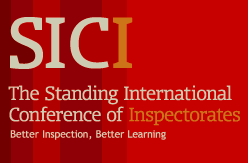 SICI
The Standing International
Conference of Inspectorates
Better Inspection, Better Learning